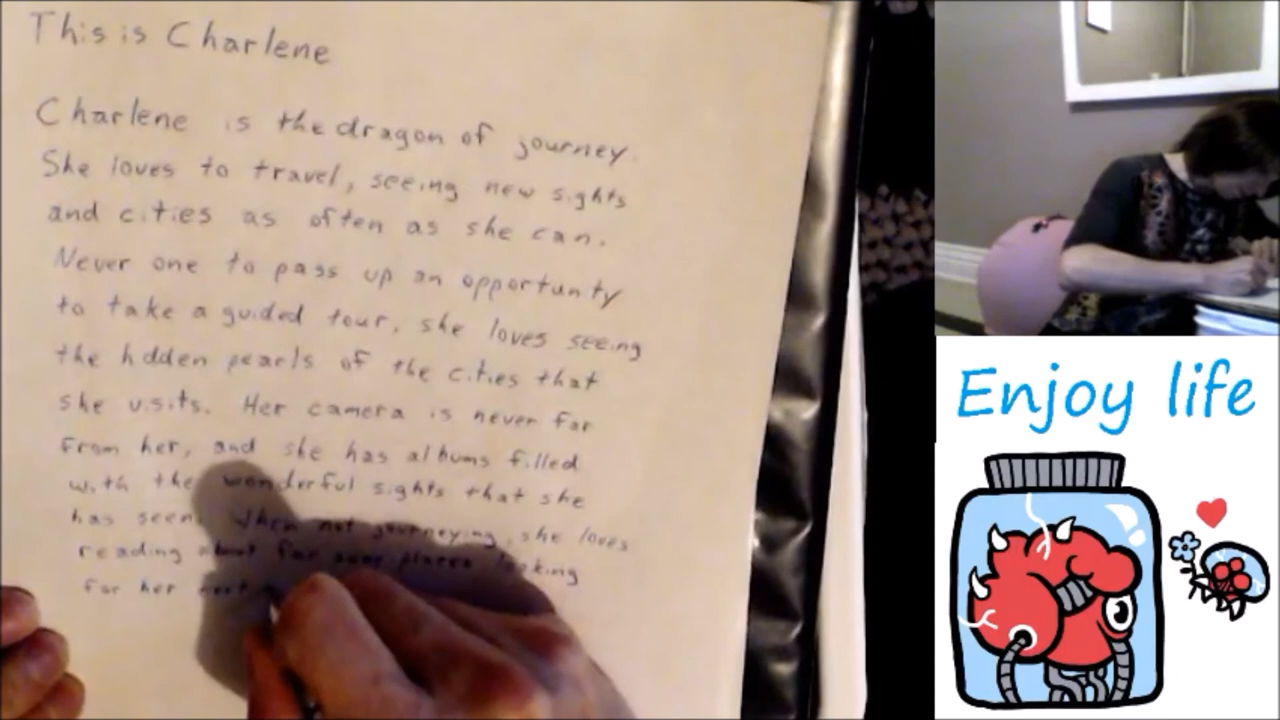 This is Charlene
Charlene is the dragon of journey.
She loves to travel, seeing new sights
and cities as often as she can.
Never one to pass up an opportunity
to take a guided tour, she loves seeing
the hdden pearls of the cities that
she visits. Her camera is never far
from her, and she has albums filled
with the wonderful sights that she
has seen. When not journeying, she loves
reading about far away places looking
for her next
Enjoy life